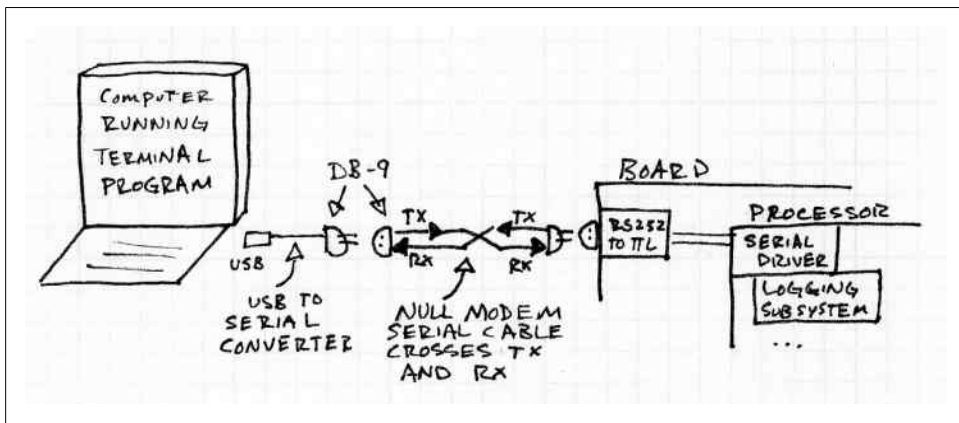 COMPUTER
RUNNING
TERMINAL
PROGRAM
USB
USB TO
SERIAL
CONVERTER
DB-9
TX
RX
TX
RX
NULL MODEM
SERIAL CABLE
CROSSES TX
AND RX
BOARD
RS232
TO TTL
PROCESSOR
SERIAL
DRIVER
LOGGING
SUBSYSTEM
...